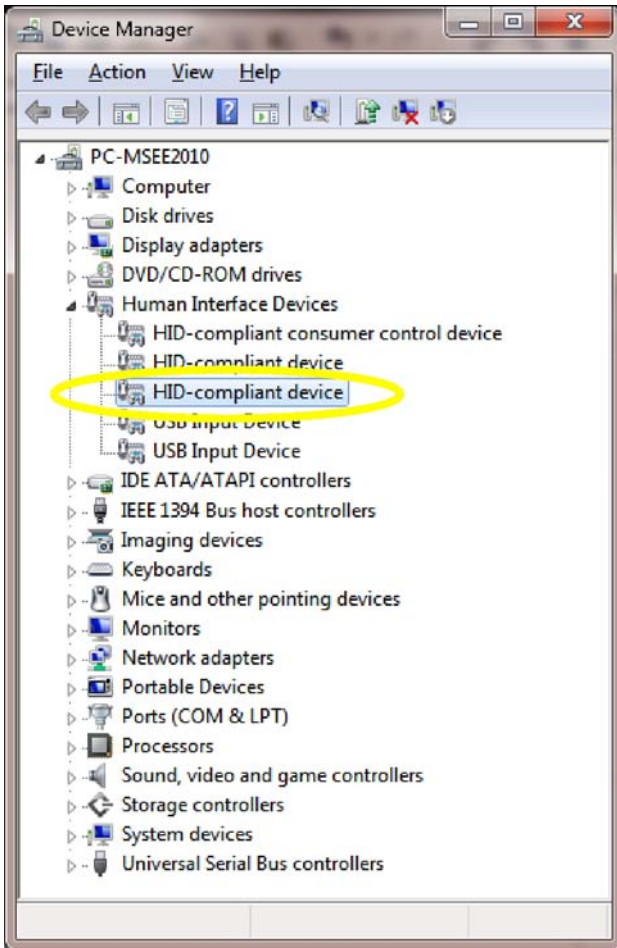 Device Manager
File Action View Help
PC-MSEE2010
Computer
Disk drives
Display adapters
DVD/CD-ROM drives
Human Interface Devices
HID-compliant consumer control device
HID-compliant device
HID-compliant device
USB Input Device
USB Input Device
IDE ATA/ATAPI controllers
IEEE 1394 Bus host controllers
Imaging devices
Keyboards
Mice and other pointing devices
Monitors
Network adapters
Portable Devices
Ports (COM & LPT)
Processors
Sound, video and game controllers
Storage controllers
System devices
Universal Serial Bus controllers